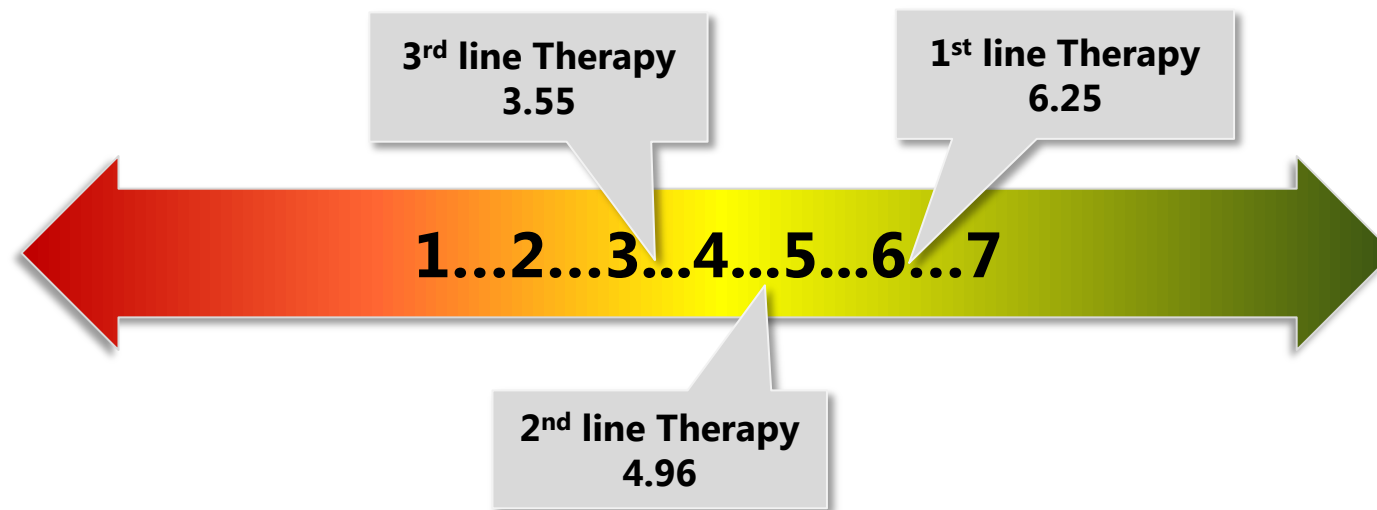 3rd line Therapy
3.55
1st line Therapy
6.25
1...2...3...4...5...6...7
2nd line Therapy
4.96